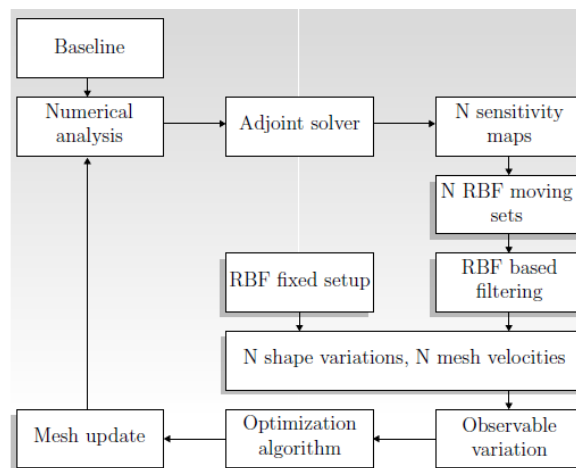 Baseline
Numerical
analysis
Adjoint solver
N sensitivity
maps
N RBF moving
sets
RBF fixed setup
RBF based
filtering
N shape variations, N mesh velocities
Mesh update
Optimization
algorithm
Observable
variation